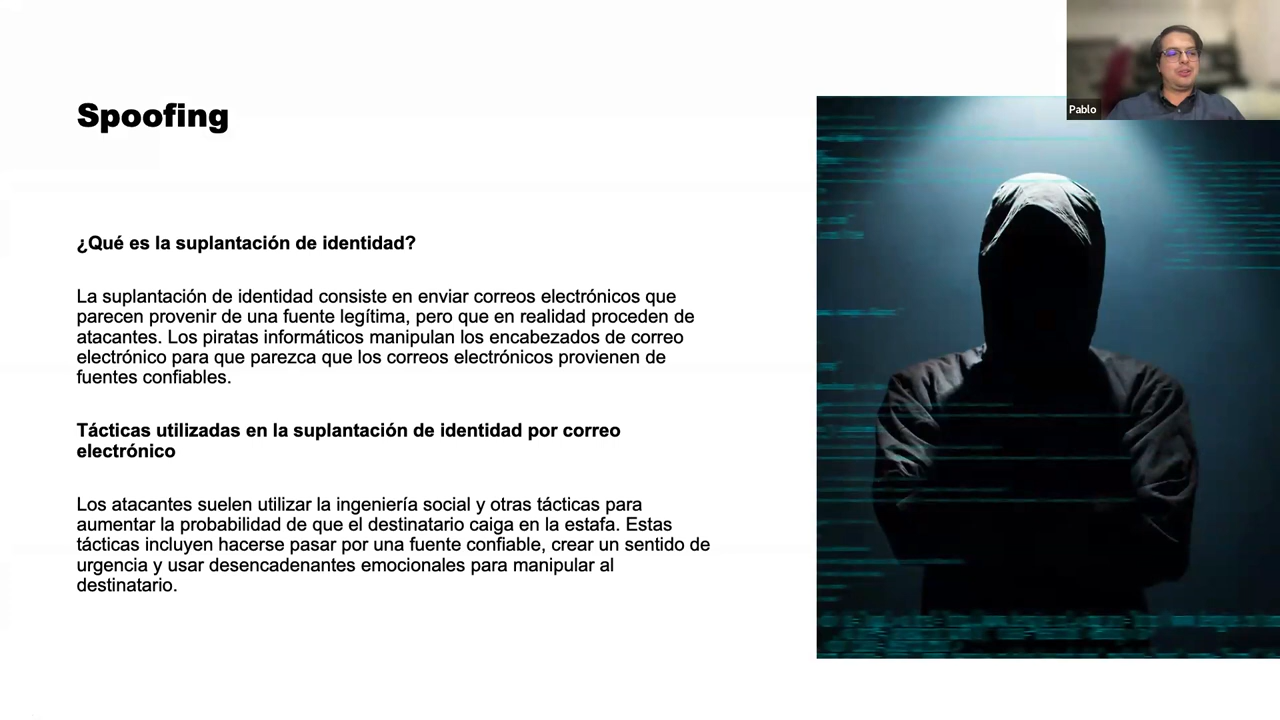 Pablo
Spoofing
¿Qué es la suplantación de identidad?
La suplantación de identidad consiste en enviar correos electrónicos que
parecen provenir de una fuente legítima, pero que en realidad proceden de
atacantes. Los piratas informáticos manipulan los encabezados de correo
electrónico para que parezca que los correos electrónicos provienen de
fuentes confiables.
Tácticas utilizadas en la suplantación de identidad por correo
electrónico
Los atacantes suelen utilizar la ingeniería social y otras tácticas para
aumentar la probabilidad de que el destinatario caiga en la estafa. Estas
tácticas incluyen hacerse pasar por una fuente confiable, crear un sentido de
urgencia y usar desencadenantes emocionales para manipular al
destinatario.